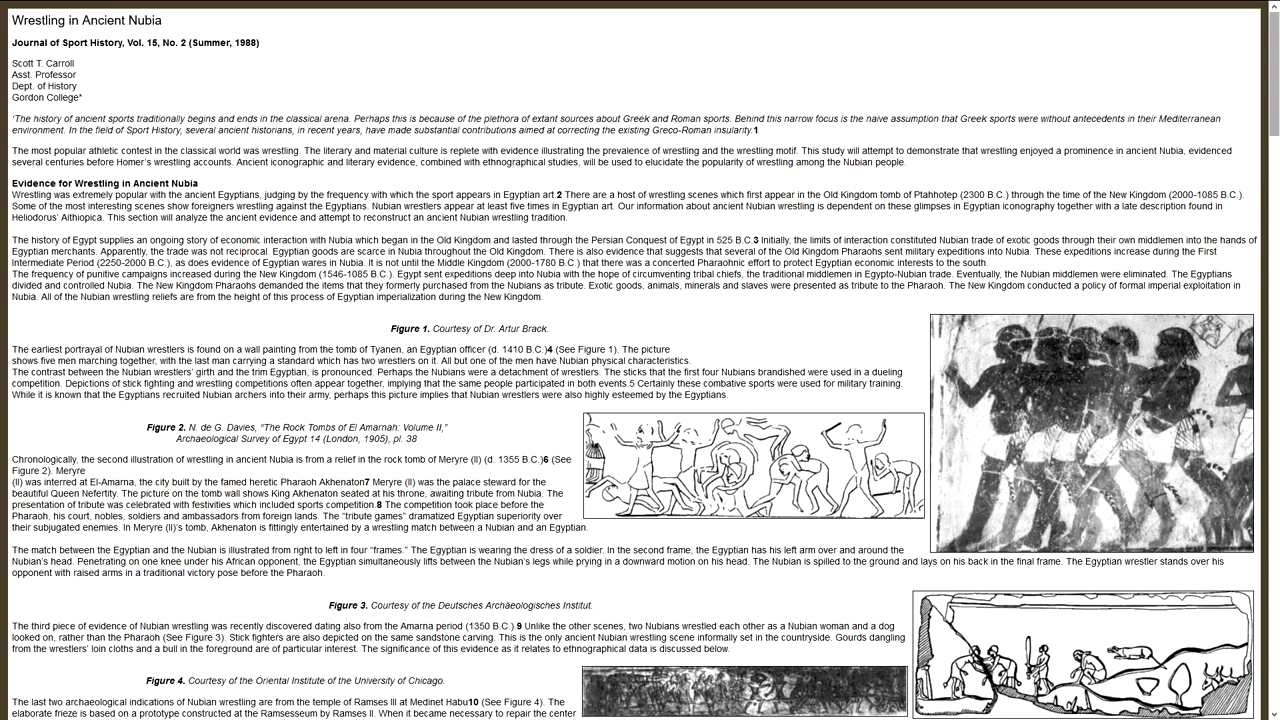 Wrestling in Ancient Nubia
Journal of Sport History, Vol. 15, No. 2 (Summer, 1988)
Scott T. Carroll
Asst. Professor
Dept. of History
Gordon College*
'The history of ancient sports traditionally begins and ends in the classical arena. Perhaps this is because of the plethora of extant sources about Greek and Roman sports. Behind this narrow focus is the naive assumption that Greek sports were without antecedents in their Mediterranean
environment. In the field of Sport History, several ancient historians, in recent years, have made substantial contributions aimed at correcting the existing Greco-Roman insularity.1
The most popular athletic contest in the classical world was wrestling. The literary and material culture is replete with evidence illustrating the prevalence of wrestling and the wrestling motif. This study will attempt to demonstrate that wrestling enjoyed a prominence in ancient Nubia, evidenced
several centuries before Homer's wrestling accounts. Ancient iconographic and literary evidence, combined with ethnographical studies, will be used to elucidate the popularity of wrestling among the Nubian people.
Evidence for Wrestling in Ancient Nubia
Wrestling was extremely popular with the ancient Egyptians, judging by the frequency with which the sport appears in Egyptian art.2 There are a host of wrestling scenes which first appear in the Old Kingdom tomb of Ptahhotep (2300 B.C.) through the time of the New Kingdom (2000-1085 B.C.).
Some of the most interesting scenes show foreigners wrestling against the Egyptians. Nubian wrestlers appear at least five times in Egyptian art. Our information about ancient Nubian wrestling is dependent on these glimpses in Egyptian iconography together with a late description found in
Heliodorus' Aithiopica. This section will analyze the ancient evidence and attempt to reconstruct an ancient Nubian wrestling tradition.
The history of Egypt supplies an ongoing story of economic interaction with Nubia which began in the Old Kingdom and lasted through the Persian Conquest of Egypt in 525 B.C.3 Initially, the limits of interaction constituted Nubian trade of exotic goods through their own middlemen into the hands of
Egyptian merchants. Apparently, the trade was not reciprocal. Egyptian goods are scarce in Nubia throughout the Old Kingdom. There is also evidence that suggests that several of the Old Kingdom Pharaohs sent military expeditions into Nubia. These expeditions increase during the First
Intermediate Period (2250-2000 B.C.), as does evidence of Egyptian wares in Nubia. It is not until the Middle Kingdom (2000-1780 B.C.) that there was a concerted Pharaohnic effort to protect Egyptian economic interests to the south.
The frequency of punitive campaigns increased during the New Kingdom (1546-1085 B.C.). Egypt sent expeditions deep into Nubia with the hope of circumventing tribal chiefs, the traditional middlemen in Egypto-Nubian trade. Eventually, the Nubian middlemen were eliminated. The Egyptians
divided and controlled Nubia. The New Kingdom Pharaohs demanded the items that they formerly purchased from the Nubians as tribute. Exotic goods, animals, minerals and slaves were presented as tribute to the Pharaoh. The New Kingdom conducted a policy of formal imperial exploitation in
Nubia. All of the Nubian wrestling reliefs are from the height of this process of Egyptian imperialization during the New Kingdom.
Figure 1. Courtesy of Dr. Artur Brack.
The earliest portrayal of Nubian wrestlers is found on a wall painting from the tomb of Tyanen, an Egyptian officer (d. 1410 B.C.)4 (See Figure 1). The picture
shows five men marching together, with the last man carrying a standard which has two wrestlers on it. All but one of the men have Nubian physical characteristics.
The contrast between the Nubian wrestlers' girth and the trim Egyptian, is pronounced. Perhaps the Nubians were a detachment of wrestlers. The sticks that the first four Nubians brandished were used in a dueling
competition. Depictions of stick fighting and wrestling competitions often appear together, implying that the same people participated in both events.5 Certainly these combative sports were used for military training.
While it is known that the Egyptians recruited Nubian archers into their army, perhaps this picture implies that Nubian wrestlers were also highly esteemed by the Egyptians.
Figure 2. N. de G. Davies, "The Rock Tombs of El Amarnah: Volume II,"
Archaeological Survey of Egypt 14 (London, 1905), pl. 38
Chronologically, the second illustration of wrestling in ancient Nubia is from a relief in the rock tomb of Meryre (II) (d. 1355 B.C.)6 (See
Figure 2). Meryre
(II) was interred at El-Amarna, the city built by the famed heretic Pharaoh Akhenaton7 Meryre (II) was the palace steward for the
beautiful Queen Nefertity. The picture on the tomb wall shows King Akhenaton seated at his throne, awaiting tribute from Nubia. The
presentation of tribute was celebrated with festivities which included sports competition.8 The competition took place before the
Pharaoh, his court, nobles, soldiers and ambassadors from foreign lands. The "tribute games" dramatized Egyptian superiority over
their subjugated enemies. In Meryre (II)'s tomb, Akhenaton is fittingly entertained by a wrestling match between a Nubian and an Egyptian.
The match between the Egyptian and the Nubian is illustrated from right to left in four "frames." The Egyptian is wearing the dress of a soldier. In the second frame, the Egyptian has his left arm over and around the
Nubian's head. Penetrating on one knee under his African opponent, the Egyptian simultaneously lifts between the Nubian's legs while prying in a downward motion on his head. The Nubian is spilled to the ground and lays on his back in the final frame. The Egyptian wrestler stands over his
opponent with raised arms in a traditional victory pose before the Pharaoh.
Figure 3. Courtesy of the Deutsches Archäologisches Institut.
The third piece of evidence of Nubian wrestling was recently discovered dating also from the Amarna period (1350 B.C.).9 Unlike the other scenes, two Nubians wrestled each other as a Nubian woman and a dog
looked on, rather than the Pharaoh (See Figure 3). Stick fighters are also depicted on the same sandstone carving. This is the only ancient Nubian wrestling scene informally set in the countryside. Gourds dangling
from the wrestlers' loin cloths and a bull in the foreground are of particular interest. The significance of this evidence as it relates to ethnographical data is discussed below.
Figure 4. Courtesy of the Oriental Institute of the University of Chicago.
The last two archaeological indications of Nubian wrestling are from the temple of Ramses III at Medinet Habu10 (See Figure 4). The
elaborate frieze is based on a prototype constructed at the Ramsesseum by Ramses II. When it became necessary to repair the center